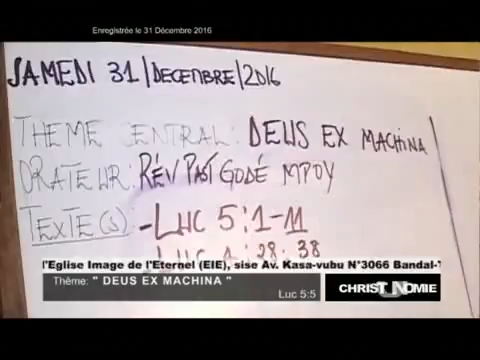 Enregistrée le 31 Décembre 2016
SAMEDI 31/DECEMBRE/2016
THEME CENTRAL: DEUS EX MACHINA
ORATEUR: RÉV PAST GODÉ MPOY
TEXTE(S) - LUC 5:1-11
28-38
l'Eglise Image de l'Eternel (EIE), sise Av. Kasa-vubu N°3066 Bandal-
Thème: " DEUS EX MACHINA "
Luc 5:5
CHRISTONOMIE